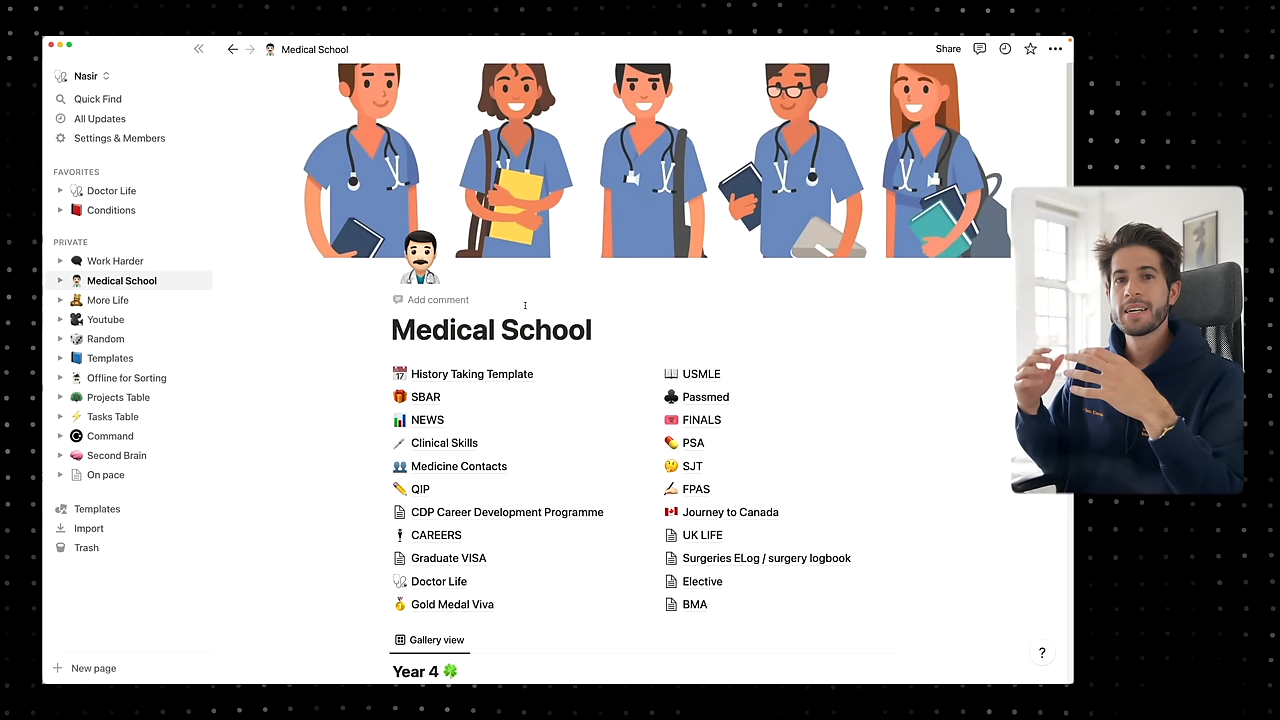 Medical School
Share
Nasir
Quick Find
All Updates
Settings & Members
FAVORITES
Doctor Life
Conditions
PRIVATE
Work Harder
Medical School
More Life
Youtube
Random
Templates
Offline for Sorting
Projects Table
Tasks Table
Command
Second Brain
On pace
Templates
Import
Trash
New page
Add comment
Medical School
History Taking Template
SBAR
NEWS
Clinical Skills
Medicine Contacts
QIP
CDP Career Development Programme
CAREERS
Graduate VISA
Doctor Life
Gold Medal Viva
USMLE
Passmed
FINALS
PSA
SJT
FPAS
Journey to Canada
UK LIFE
Surgeries ELog / surgery logbook
Elective
BMA
Gallery view
Year 4 🍀
?